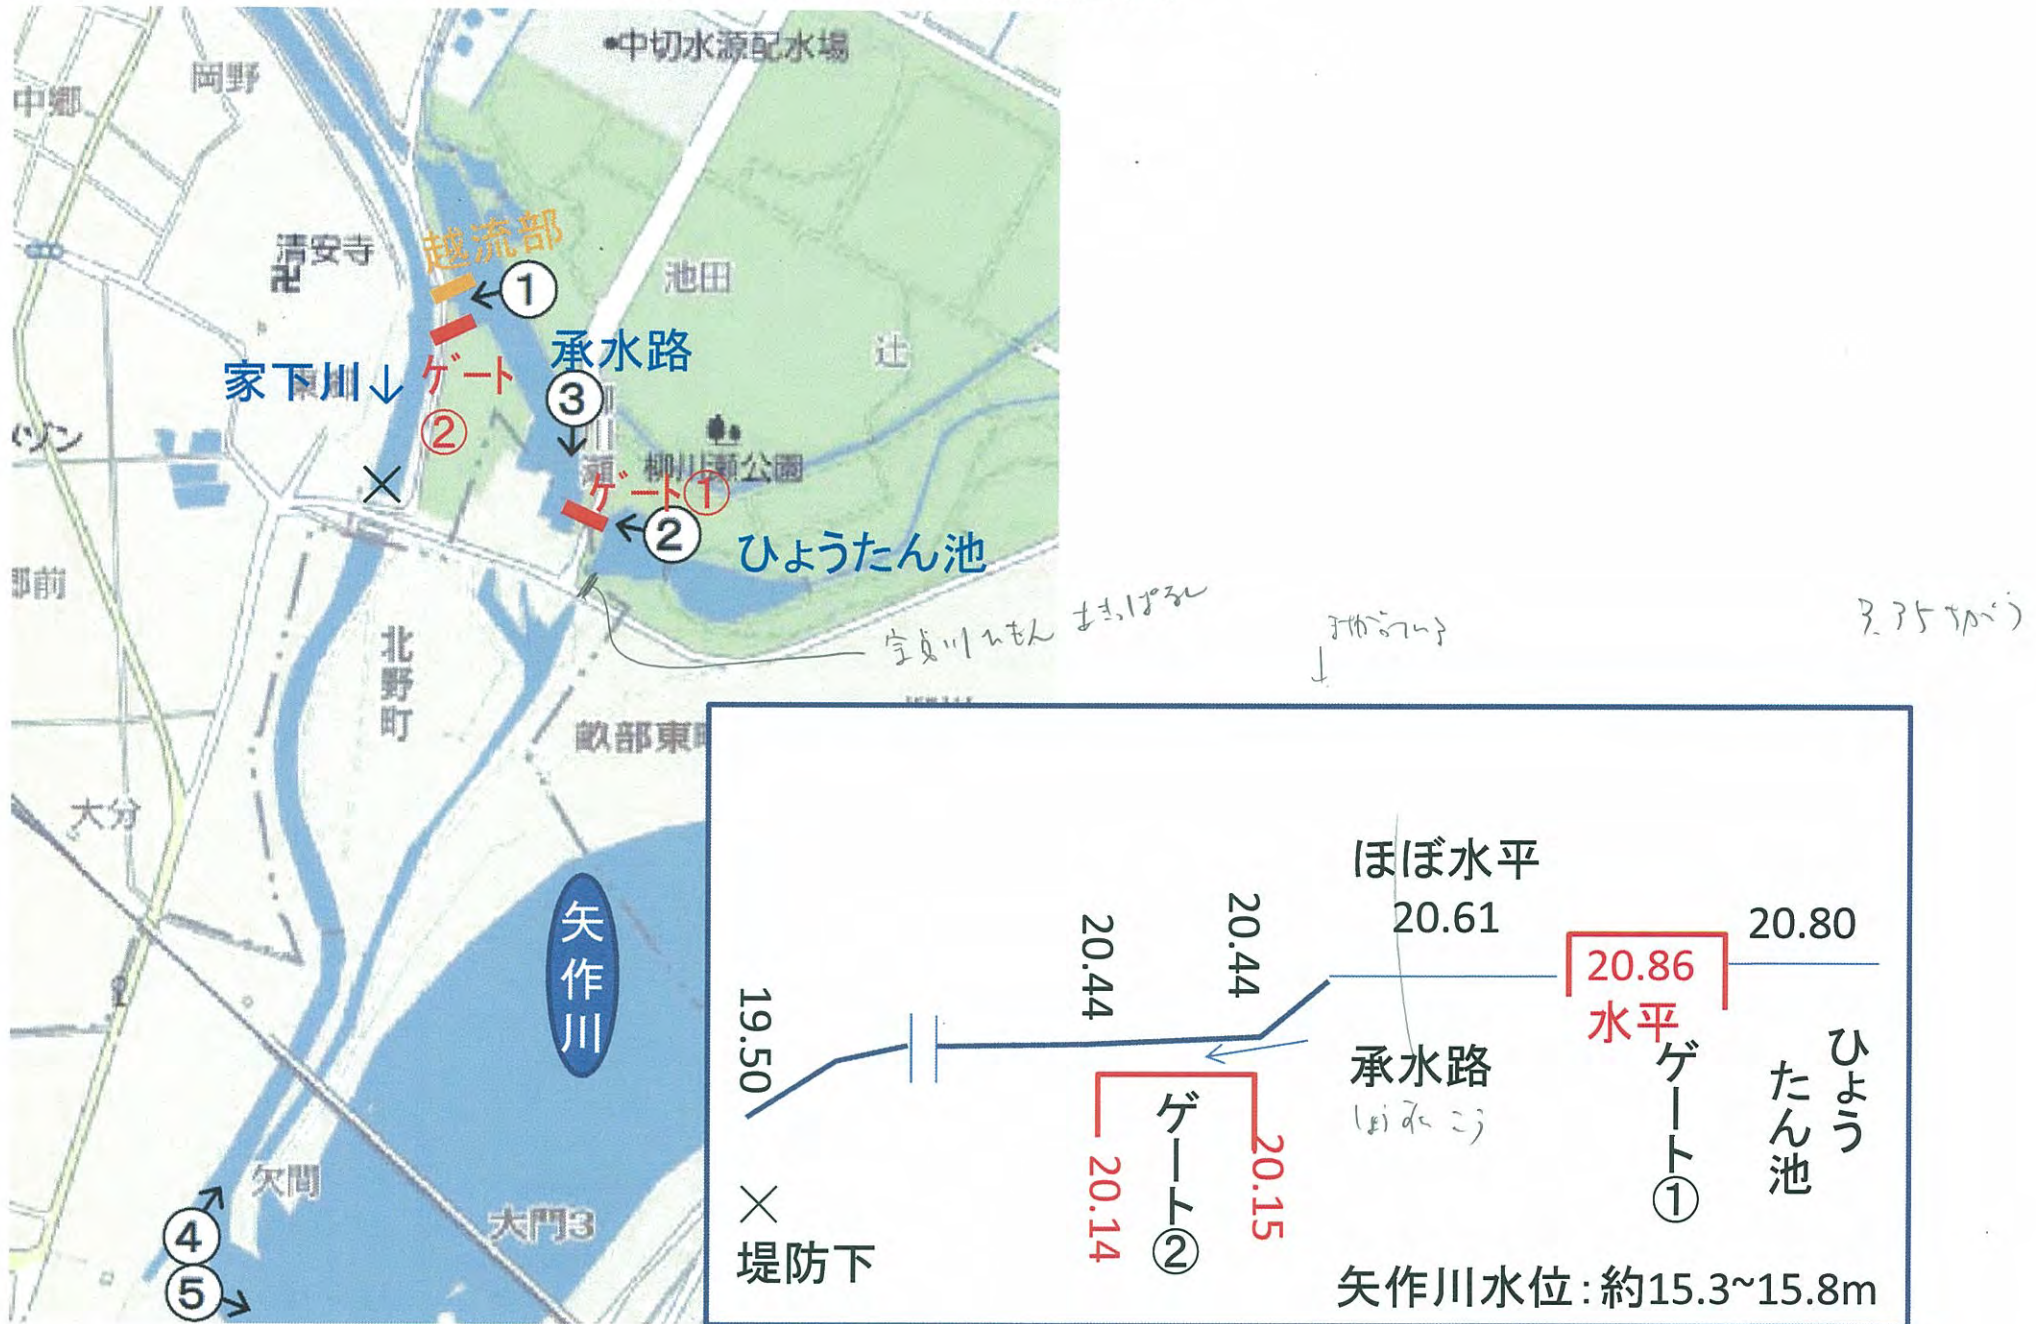 •中切水源配水場
岡野
中郷
越流部
清安寺
卍
①
池田
承水路
辻
家下川↓
ゲート
②
③
柳川瀬公園
ゲート①
②
ひょうたん池
郷前
北野町
畝部東町
大分
矢作川
欠間
大門3
④
⑤
ほぼ水平
20.61
20.44
20.44
20.86
水平
20.80
19.50
承水路
ゲート①
ひょうたん池
ゲート②
20.14
20.15
×
堤防下
矢作川水位：約15.3~15.8m